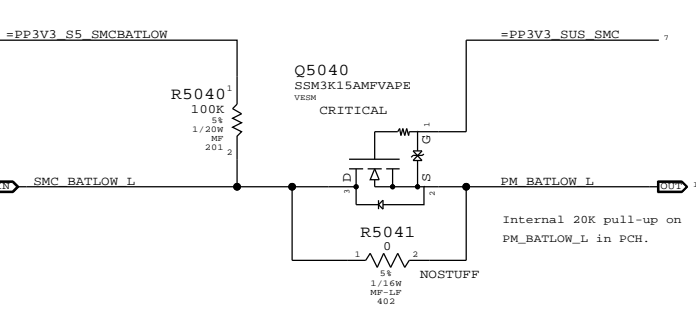 =PP3V3_S5_SMCBATLOW
=PP3V3_SUS_SMC
7
Q5040
SSM3K15AMFVAPE
VESM
CRITICAL
R5040
1
100K
5%
1/20W
MF
201
2
G
1
D
3
S
2
SMC_BATLOW_L
PM_BATLOW_L
OUT
Internal 20K pull-up on
PM_BATLOW_L in PCH.
R5041
0
1
2
5%
1/16W
MF-LF
402
NOSTUFF